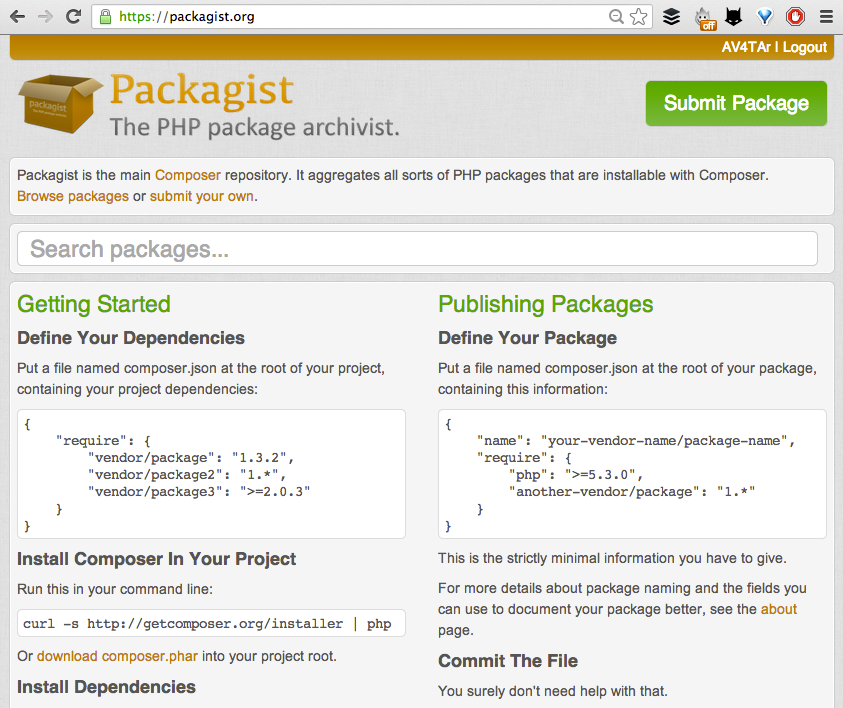 https://packagist.org
off
AV4TAr | Logout
packagist
Packagist
The PHP package archivist.
Submit Package
Packagist is the main Composer repository. It aggregates all sorts of PHP packages that are installable with Composer.
Browse packages or submit your own.
Search packages...
Getting Started
Define Your Dependencies
Put a file named composer.json at the root of your project,
containing your project dependencies:
{
    "require": {
        "vendor/package": "1.3.2",
        "vendor/package2": "1.*",
        "vendor/package3": ">=2.0.3"
    }
}
Install Composer In Your Project
Run this in your command line:
curl -s http://getcomposer.org/installer | php
Or download composer.phar into your project root.
Install Dependencies
Publishing Packages
Define Your Package
Put a file named composer.json at the root of your package,
containing this information:
{
    "name": "your-vendor-name/package-name",
    "require": {
        "php": ">=5.3.0",
        "another-vendor/package": "1.*"
    }
}
This is the strictly minimal information you have to give.
For more details about package naming and the fields you
can use to document your package better, see the about
page.
Commit The File
You surely don't need help with that.